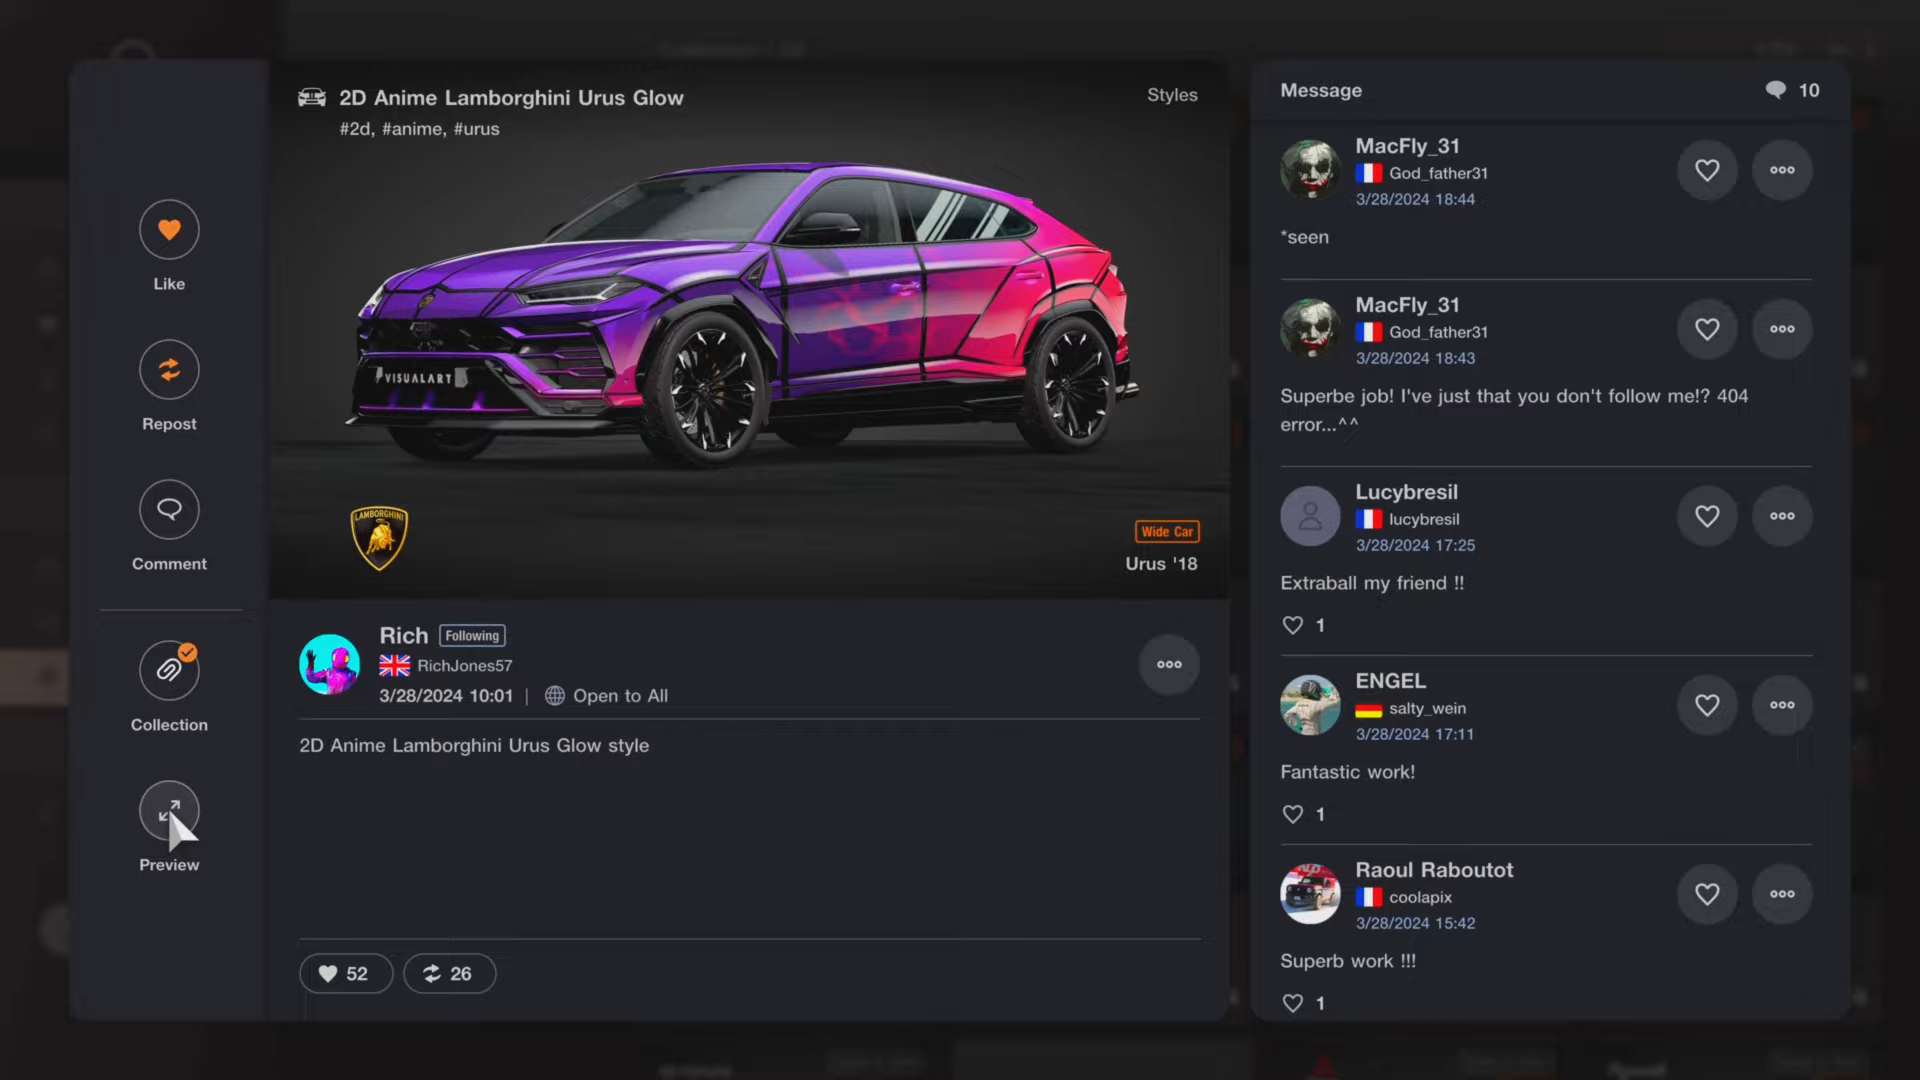 2D Anime Lamborghini Urus Glow
Styles
#2d, #anime, #urus
VISUALART
LAMBORGHINI
Wide Car
Urus '18
Like
Repost
Comment
Collection
Preview
Rich Following
RichJones57
3/28/2024 10:01 | Open to All
2D Anime Lamborghini Urus Glow style
52 26
Message 10
MacFly_31
God_father31
3/28/2024 18:44
*seen
MacFly_31
God_father31
3/28/2024 18:43
Superbe job! I've just that you don't follow me!? 404
error...^^
Lucybresil
lucybresil
3/28/2024 17:25
Extraball my friend !!
1
ENGEL
salty_wein
3/28/2024 17:11
Fantastic work!
1
Raoul Raboutot
coolapix
3/28/2024 15:42
Superb work !!!
1